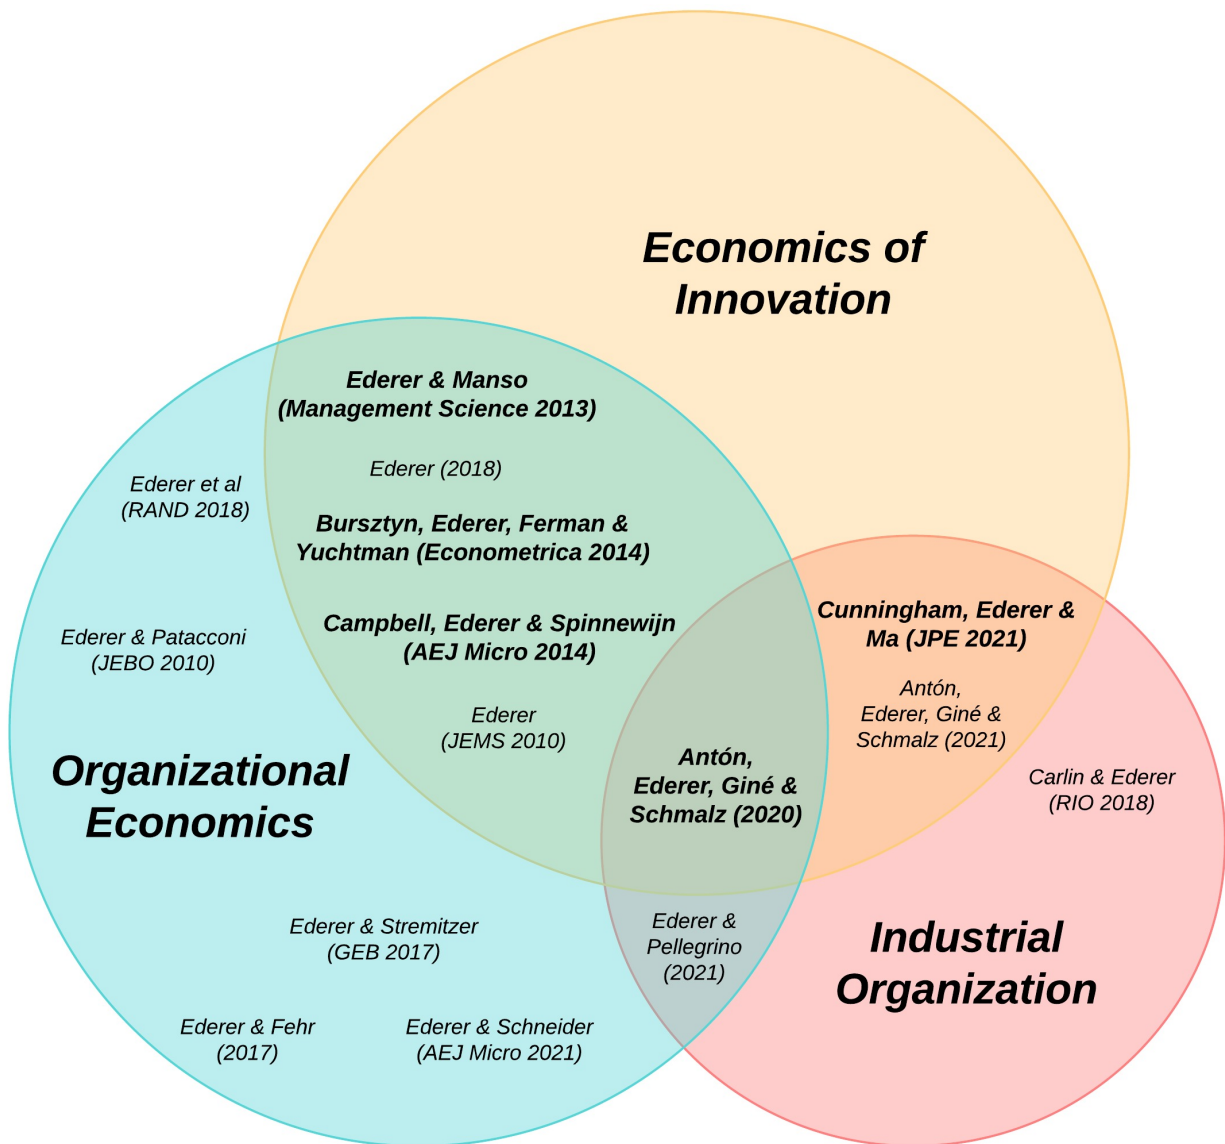 Economics of
Innovation
Ederer & Manso
(Management Science 2013)
Ederer (2018)
Ederer et al
(RAND 2018)
Bursztyn, Ederer, Ferman &
Yuchtman (Econometrica 2014)
Campbell, Ederer & Spinnewijn
(AEJ Micro 2014)
Cunningham, Ederer &
Ma (JPE 2021)
Ederer & Patacconi
(JEBO 2010)
Antón,
Ederer, Giné &
Schmalz (2021)
Ederer
(JEMS 2010)
Organizational
Economics
Antón,
Ederer, Giné &
Schmalz (2020)
Carlin & Ederer
(RIO 2018)
Ederer & Stremitzer
(GEB 2017)
Ederer &
Pellegrino
(2021)
Industrial
Organization
Ederer & Fehr
(2017)
Ederer & Schneider
(AEJ Micro 2021)